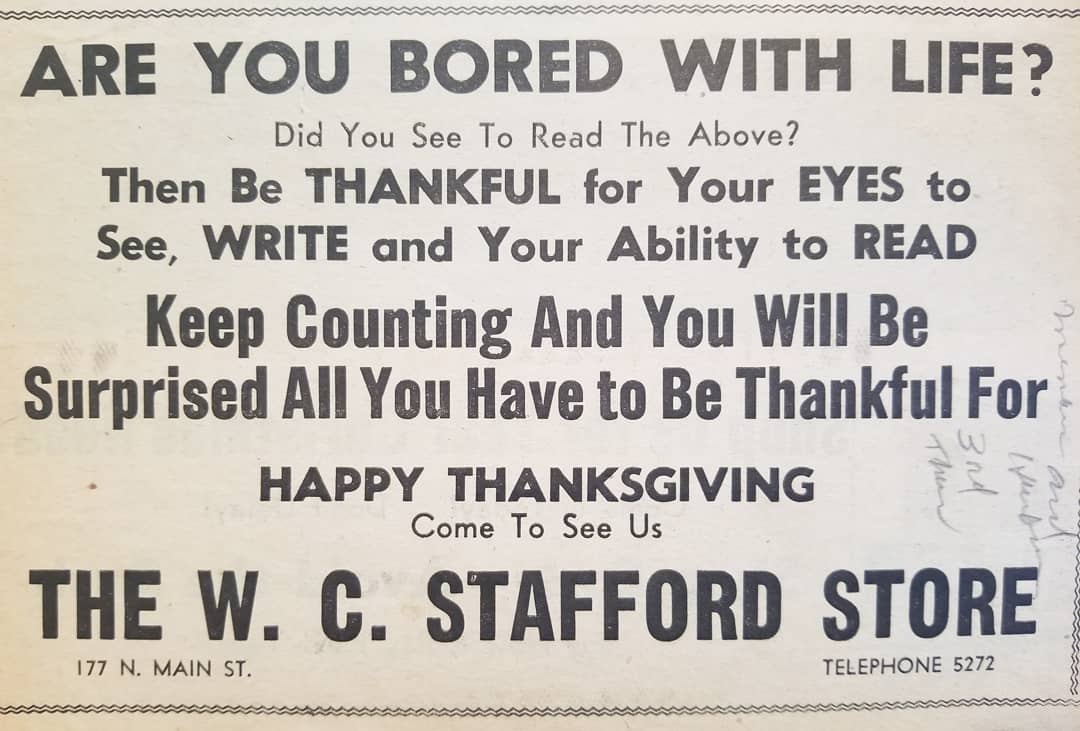 ARE YOU BORED WITH LIFE?
Did You See To Read The Above?
Then Be THANKFUL for Your EYES to
See, WRITE and Your Ability to READ
Keep Counting And You Will Be
Surprised All You Have to Be Thankful For
HAPPY THANKSGIVING
Come To See Us
THE W. C. STAFFORD STORE
177 N. MAIN ST.
TELEPHONE 5272
and
3rd